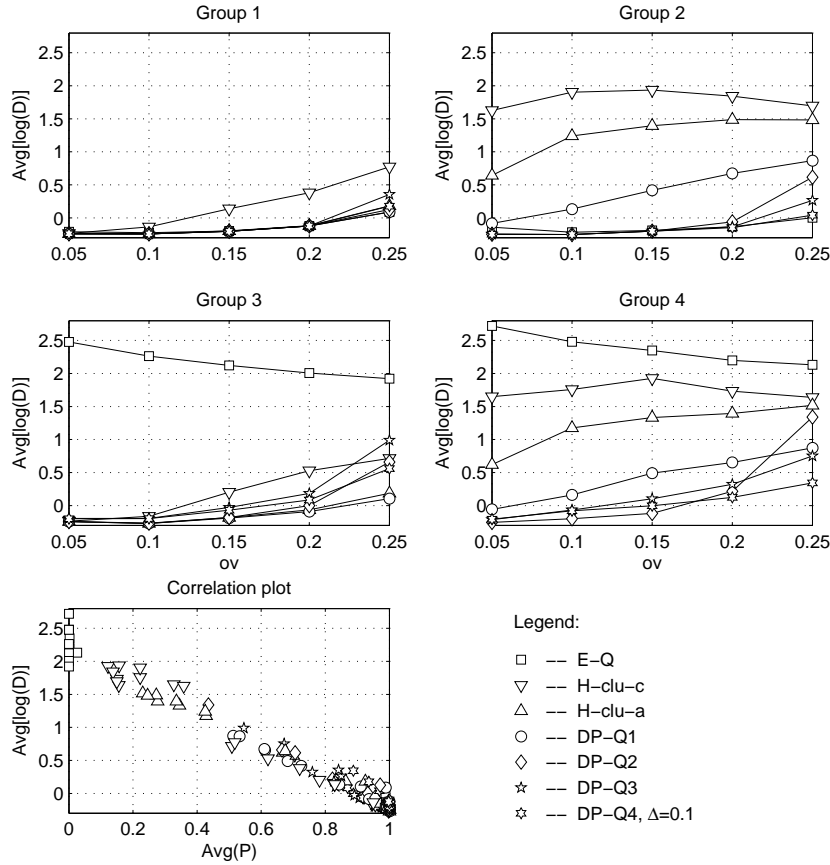 Group 1
Avg[log(D)]
2.5
2
1.5
1
0.5
0
0.05 0.1 0.15 0.2 0.25
Group 2
Avg[log(D)]
2.5
2
1.5
1
0.5
0
0.05 0.1 0.15 0.2 0.25
Group 3
Avg[log(D)]
2.5
2
1.5
1
0.5
0
0.05 0.1 0.15 0.2 0.25
ov
Group 4
Avg[log(D)]
2.5
2
1.5
1
0.5
0
0.05 0.1 0.15 0.2 0.25
ov
Correlation plot
Avg[log(D)]
2.5
2
1.5
1
0.5
0
0 0.2 0.4 0.6 0.8 1
Avg(P)
Legend:
−− E−Q
−− H−clu−c
−− H−clu−a
−− DP−Q1
−− DP−Q2
−− DP−Q3
−− DP−Q4, Δ=0.1